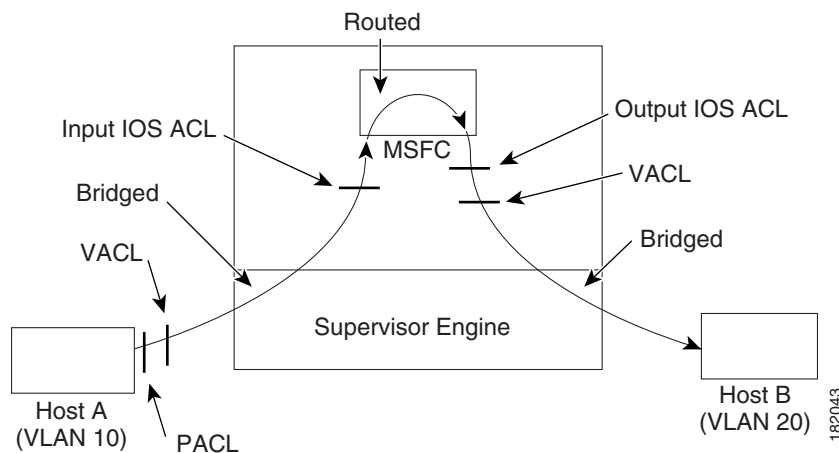 Routed
Input IOS ACL
Output IOS ACL
MSFC
VACL
Bridged
Bridged
VACL
Supervisor Engine
Host A
(VLAN 10)
PACL
Host B
(VLAN 20)
182043